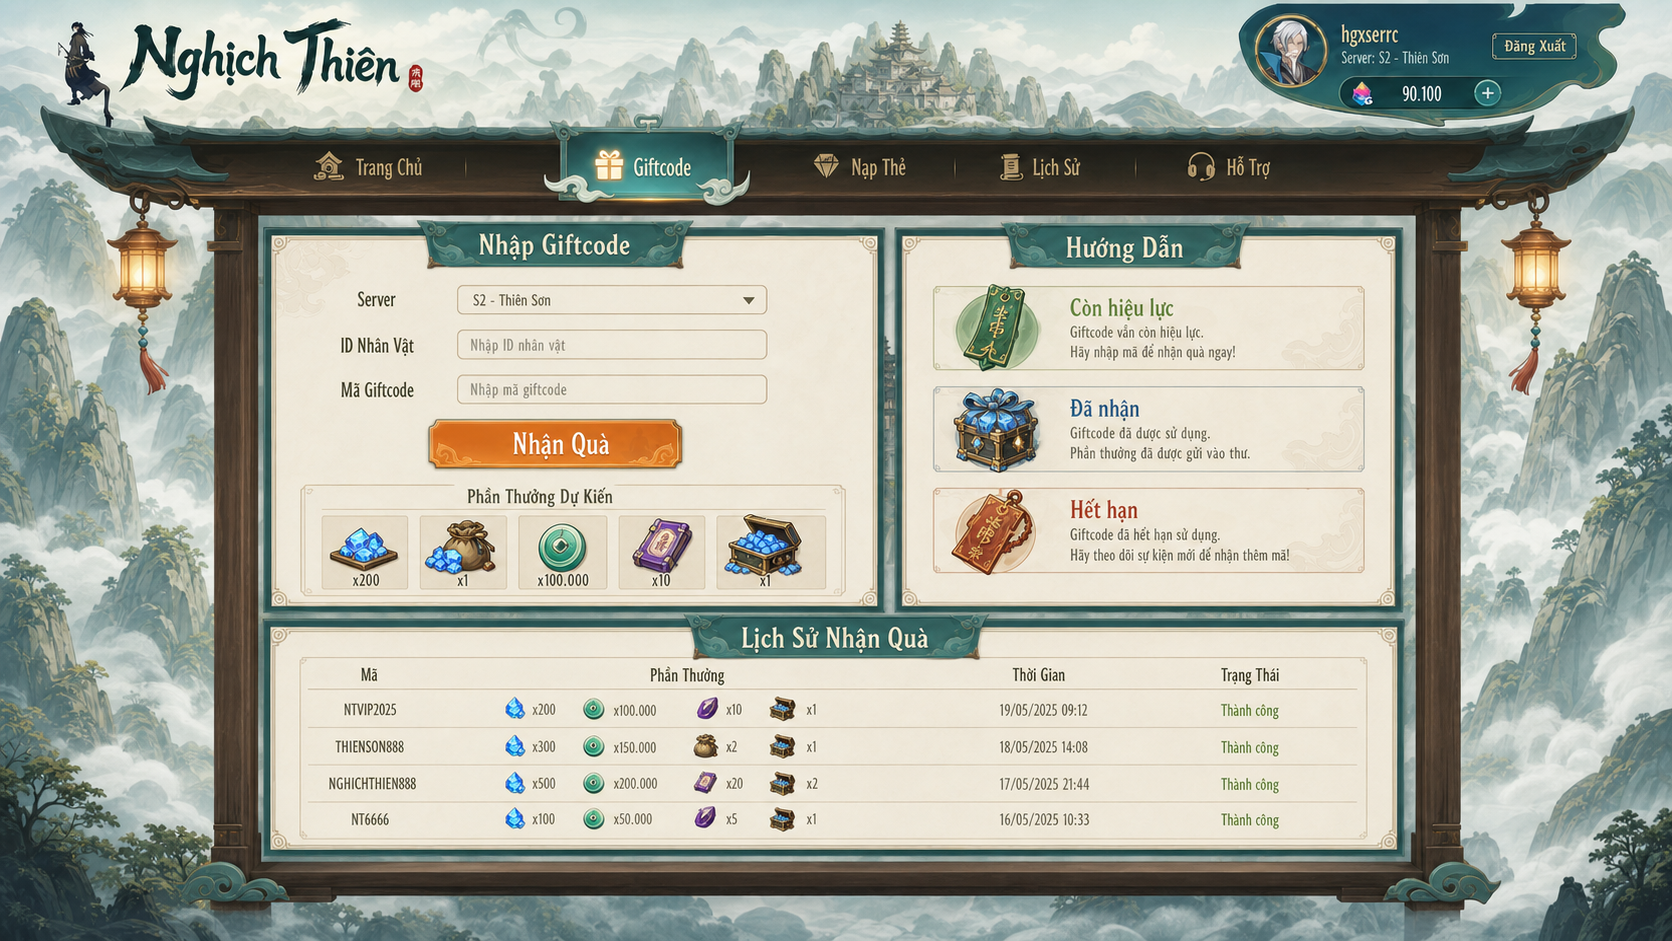 Nghịch Thiên
hgxserrc
Server: S2 - Thiên Sơn
90.100
Đăng Xuất
Trang Chủ
Giftcode
Nạp Thẻ
Lịch Sử
Hỗ Trợ
Nhập Giftcode
Server
S2 - Thiên Sơn
ID Nhân Vật
Nhập ID nhân vật
Mã Giftcode
Nhập mã giftcode
Nhận Quà
Phần Thưởng Dự Kiến
x200 x1 x100.000 x10 x1
Hướng Dẫn
Còn hiệu lực
Giftcode vẫn còn hiệu lực.
Hãy nhập mã để nhận quà ngay!
Đã nhận
Giftcode đã được sử dụng.
Phần thưởng đã được gửi vào thư.
Hết hạn
Giftcode đã hết hạn sử dụng.
Hãy theo dõi sự kiện mới để nhận thêm mã!
Lịch Sử Nhận Quà
Mã Phần Thưởng Thời Gian Trạng Thái
NTVIP2025 x200 x100.000 x10 x1 19/05/2025 09:12 Thành công
THIENSON888 x300 x150.000 x2 x1 18/05/2025 14:08 Thành công
NGHICHTHIEN888 x500 x200.000 x20 x2 17/05/2025 21:44 Thành công
NT6666 x100 x50.000 x5 x1 16/05/2025 10:33 Thành công